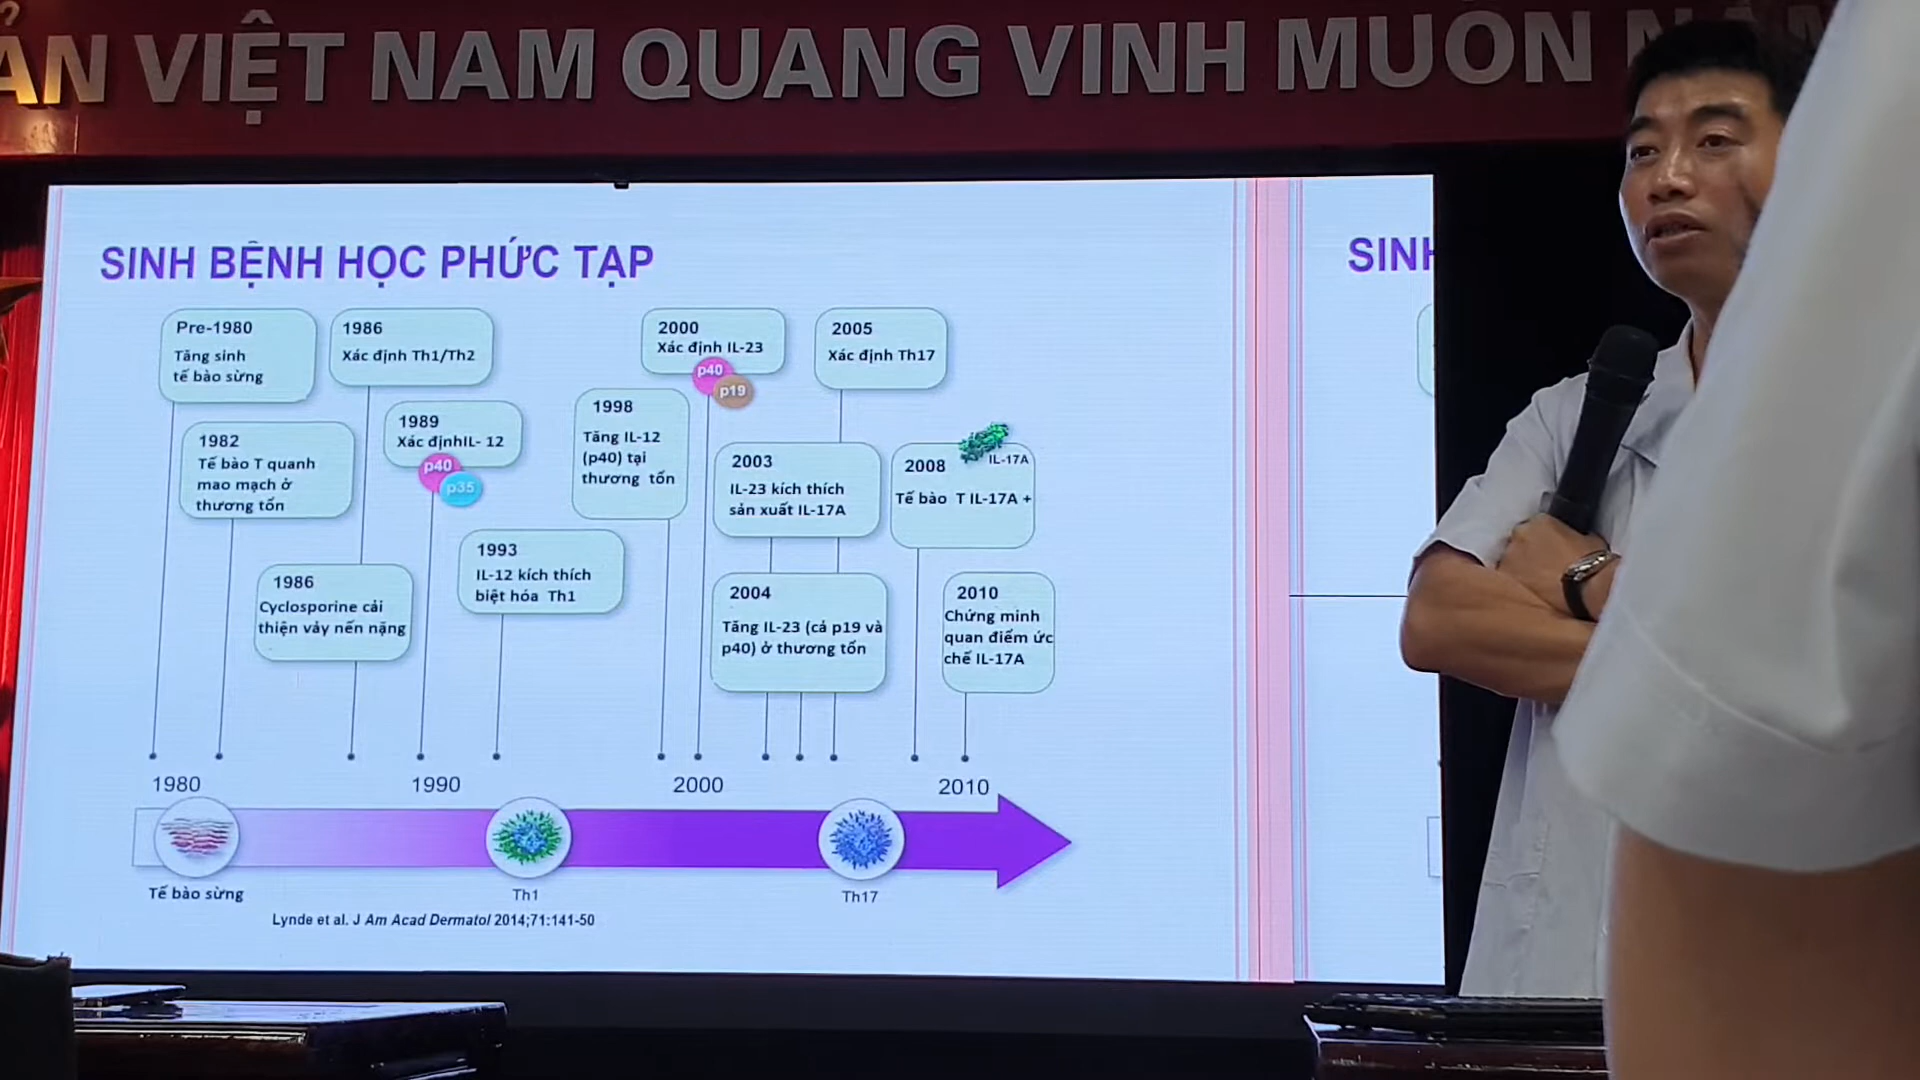 ẢN VIỆT NAM QUANG VINH MUÔN NĂM
SINH BỆNH HỌC PHỨC TẠP
SINH
Pre-1980
Tăng sinh
tế bào sừng
1986
Xác định Th1/Th2
2000
Xác định IL-23
p40
p19
2005
Xác định Th17
1982
Tế bào T quanh
mao mạch ở
thương tổn
1989
Xác địnhIL- 12
p40
p35
1998
Tăng IL-12
(p40) tại
thương tổn
2003
IL-23 kích thích
sản xuất IL-17A
2008
IL-17A
Tế bào T IL-17A +
1986
Cyclosporine cải
thiện vảy nến nặng
1993
IL-12 kích thích
biệt hóa Th1
2004
Tăng IL-23 (cả p19 và
p40) ở thương tổn
2010
Chứng minh
quan điểm ức
chế IL-17A
1980
1990
2000
2010
Tế bào sừng
Th1
Th17
Lynde et al. J Am Acad Dermatol 2014;71:141-50